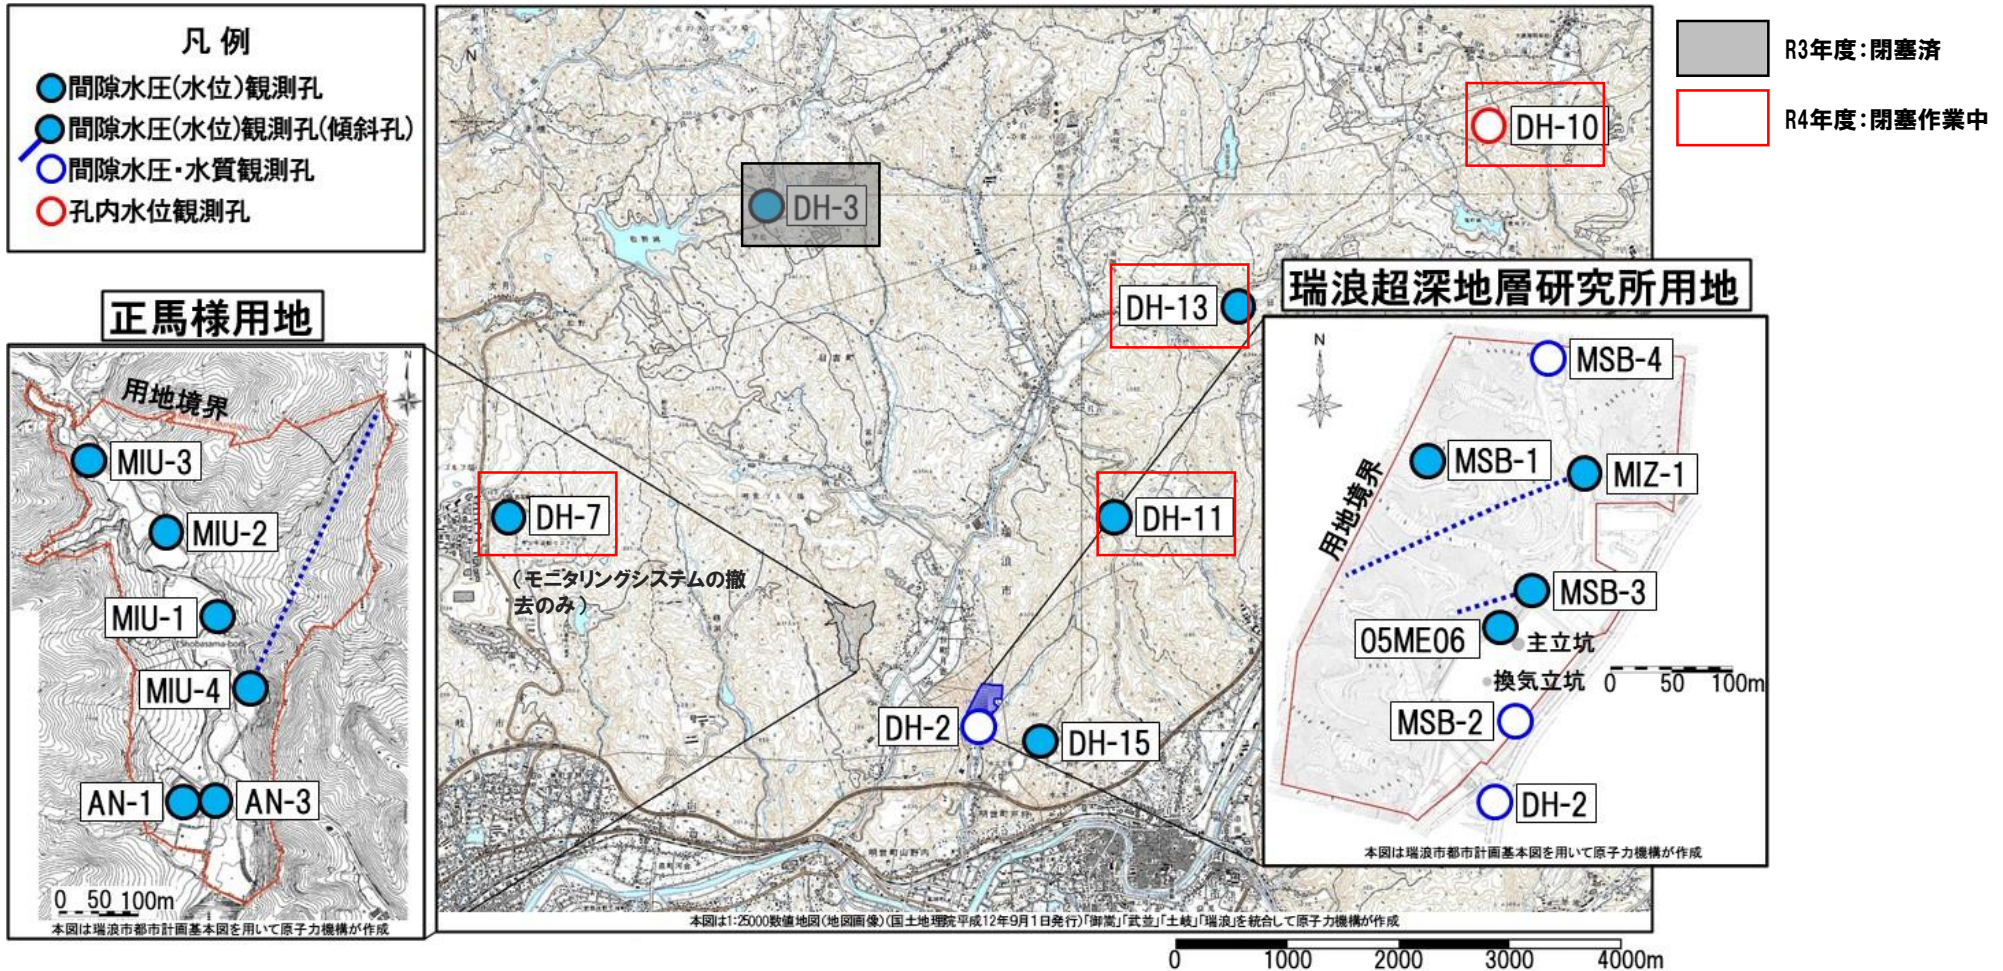 凡例
間隙水圧(水位)観測孔
間隙水圧(水位)観測孔(傾斜孔)
間隙水圧・水質観測孔
孔内水位観測孔
R3年度:閉塞済
R4年度:閉塞作業中
DH-10
DH-3
DH-13
DH-7
(モニタリングシステムの撤
去のみ)
DH-11
DH-2
DH-15
正馬様用地
N
用地境界
MIU-3
MIU-2
MIU-1
MIU-4
AN-1
AN-3
0 50 100m
本図は瑞浪市都市計画基本図を用いて原子力機構が作成
瑞浪超深地層研究所用地
N
用地境界
MSB-4
MSB-1
MIZ-1
MSB-3
05ME06
主立坑
換気立坑
0 50 100m
MSB-2
DH-2
本図は瑞浪市都市計画基本図を用いて原子力機構が作成
本図は1:25000数値地図(地図画像)(国土地理院平成12年9月1日発行)「御嵩」「武並」「土岐」「瑞浪」を統合して原子力機構が作成
0 1000 2000 3000 4000m